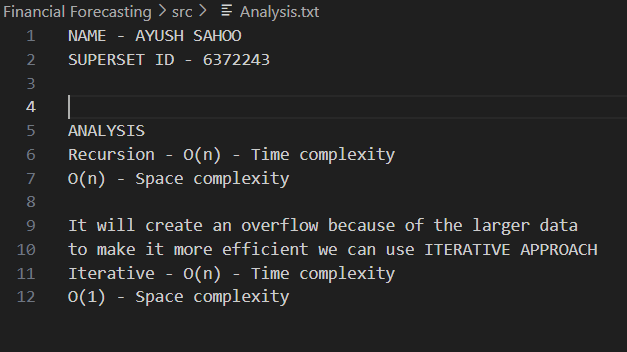 Financial Forecasting > src > Analysis.txt
1 NAME - AYUSH SAHOO
2 SUPERSET ID - 6372243
3
4
5 ANALYSIS
6 Recursion - O(n) - Time complexity
7 O(n) - Space complexity
8
9 It will create an overflow because of the larger data
10 to make it more efficient we can use ITERATIVE APPROACH
11 Iterative - O(n) - Time complexity
12 O(1) - Space complexity